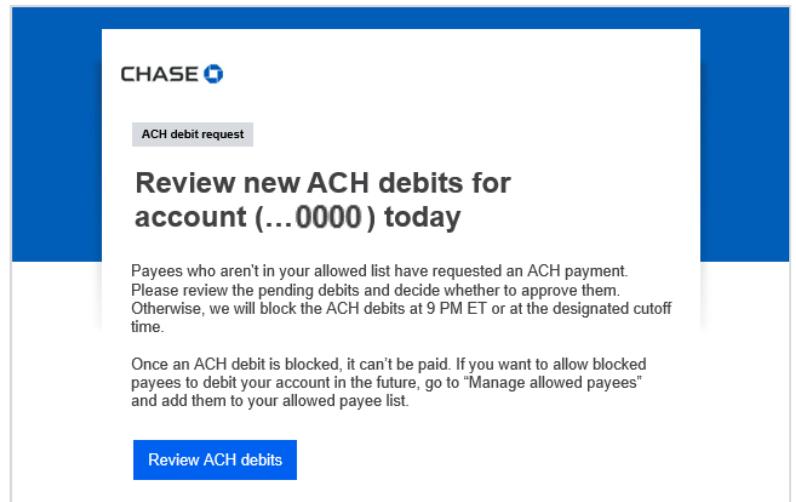 CHASE
ACH debit request
Review new ACH debits for
account (...0000) today
Payees who aren't in your allowed list have requested an ACH payment.
Please review the pending debits and decide whether to approve them.
Otherwise, we will block the ACH debits at 9 PM ET or at the designated cutoff
time.
Once an ACH debit is blocked, it can't be paid. If you want to allow blocked
payees to debit your account in the future, go to “Manage allowed payees”
and add them to your allowed payee list.
Review ACH debits